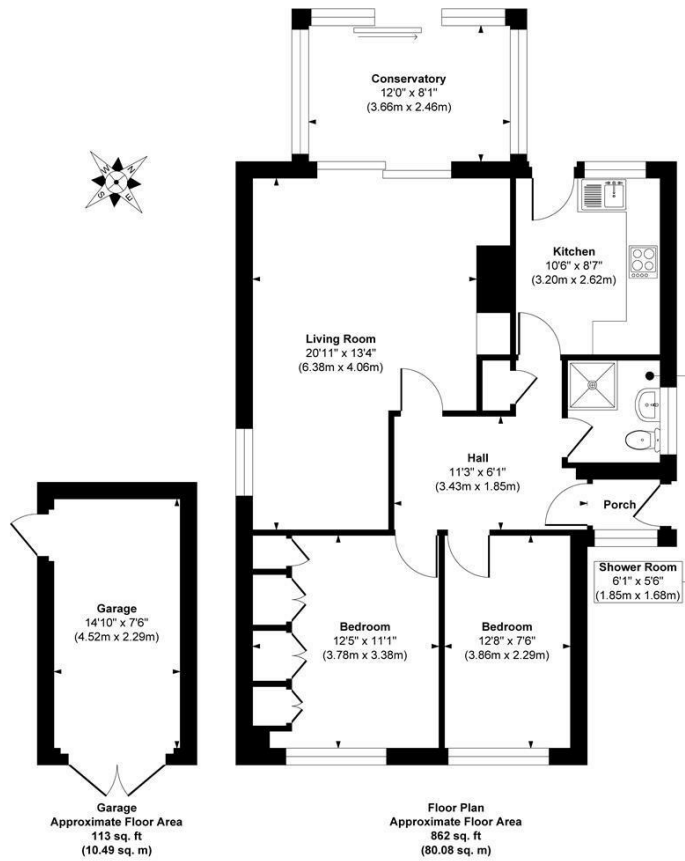 Conservatory
12'0" x 8'1"
(3.66m x 2.46m)
W
N
S
E
Kitchen
10'6" x 8'7"
(3.20m x 2.62m)
Living Room
20'11" x 13'4"
(6.38m x 4.06m)
Hall
11'3" x 6'1"
(3.43m x 1.85m)
Porch
Shower Room
6'1" x 5'6"
(1.85m x 1.68m)
Garage
14'10" x 7'6"
(4.52m x 2.29m)
Bedroom
12'5" x 11'1"
(3.78m x 3.38m)
Bedroom
12'8" x 7'6"
(3.86m x 2.29m)
Garage
Approximate Floor Area
113 sq. ft
(10.49 sq. m)
Floor Plan
Approximate Floor Area
862 sq. ft
(80.08 sq. m)